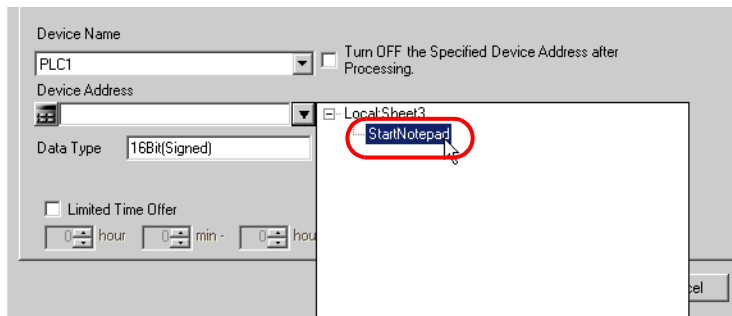 Device Name
PLC1
Turn OFF the Specified Device Address after
Processing.
Device Address
Local:Sheet3
StartNotepad
Data Type 16Bit(Signed)
Limited Time Offer
0 hour 0 min - 0 hou
cel